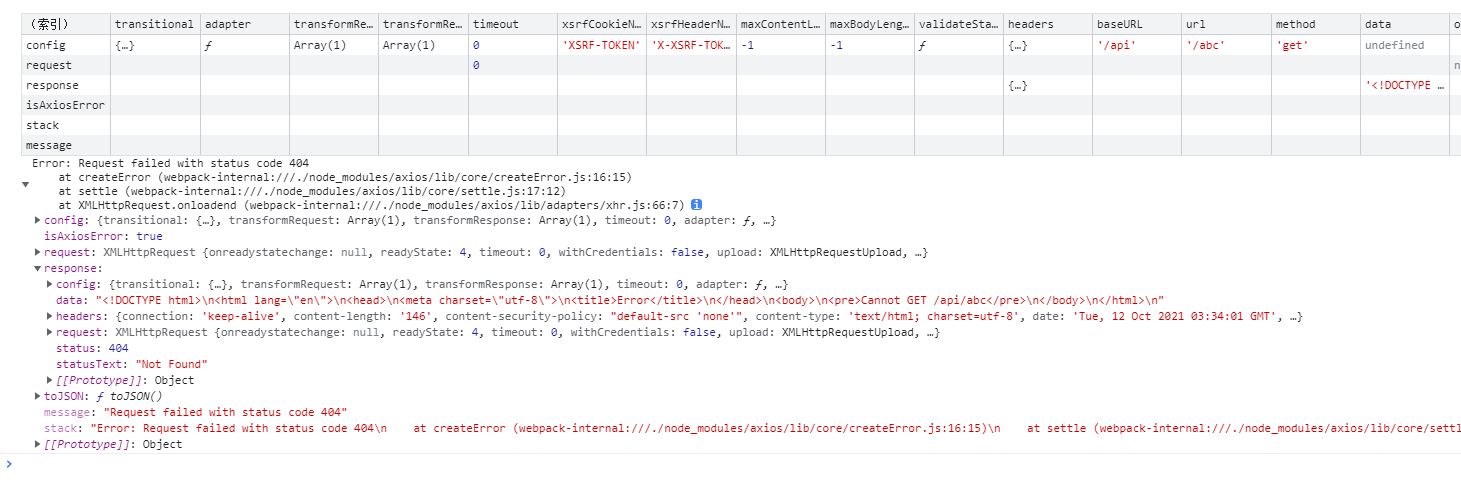 (索引) transitional adapter transformRe… transformRe… timeout xsrfCookieN… xsrfHeaderN… maxContentL… maxBodyLeng… validateSta… headers baseURL url method data
config {…} ƒ Array(1) Array(1) 0 'XSRF-TOKEN' 'X-XSRF-TOK… -1 -1 ƒ {…} '/api' '/abc' 'get' undefined
request 0
response {…} '<!DOCTYPE …
isAxiosError
stack
message
Error: Request failed with status code 404
at createError (webpack-internal:///./node_modules/axios/lib/core/createError.js:16:15)
at settle (webpack-internal:///./node_modules/axios/lib/core/settle.js:17:12)
at XMLHttpRequest.onloadend (webpack-internal:///./node_modules/axios/lib/adapters/xhr.js:66:7) i
config: {transitional: {…}, transformRequest: Array(1), transformResponse: Array(1), timeout: 0, adapter: ƒ, …}
isAxiosError: true
request: XMLHttpRequest {onreadystatechange: null, readyState: 4, timeout: 0, withCredentials: false, upload: XMLHttpRequestUpload, …}
response:
config: {transitional: {…}, transformRequest: Array(1), transformResponse: Array(1), timeout: 0, adapter: ƒ, …}
data: "<!DOCTYPE html>\n<html lang=\"en\">\n<head>\n<meta charset=\"utf-8\">\n<title>Error</title>\n</head>\n<body>\n<pre>Cannot GET /api/abc</pre>\n</body>\n</html>\n"
headers: {connection: 'keep-alive', content-length: '146', content-security-policy: "default-src 'none'", content-type: 'text/html; charset=utf-8', date: 'Tue, 12 Oct 2021 03:34:01 GMT', …}
request: XMLHttpRequest {onreadystatechange: null, readyState: 4, timeout: 0, withCredentials: false, upload: XMLHttpRequestUpload, …}
status: 404
statusText: "Not Found"
[[Prototype]]: Object
toJSON: ƒ toJSON()
message: "Request failed with status code 404"
stack: "Error: Request failed with status code 404\n    at createError (webpack-internal:///./node_modules/axios/lib/core/createError.js:16:15)\n    at settle (webpack-internal:///./node_modules/axios/lib/core/settl
[[Prototype]]: Object